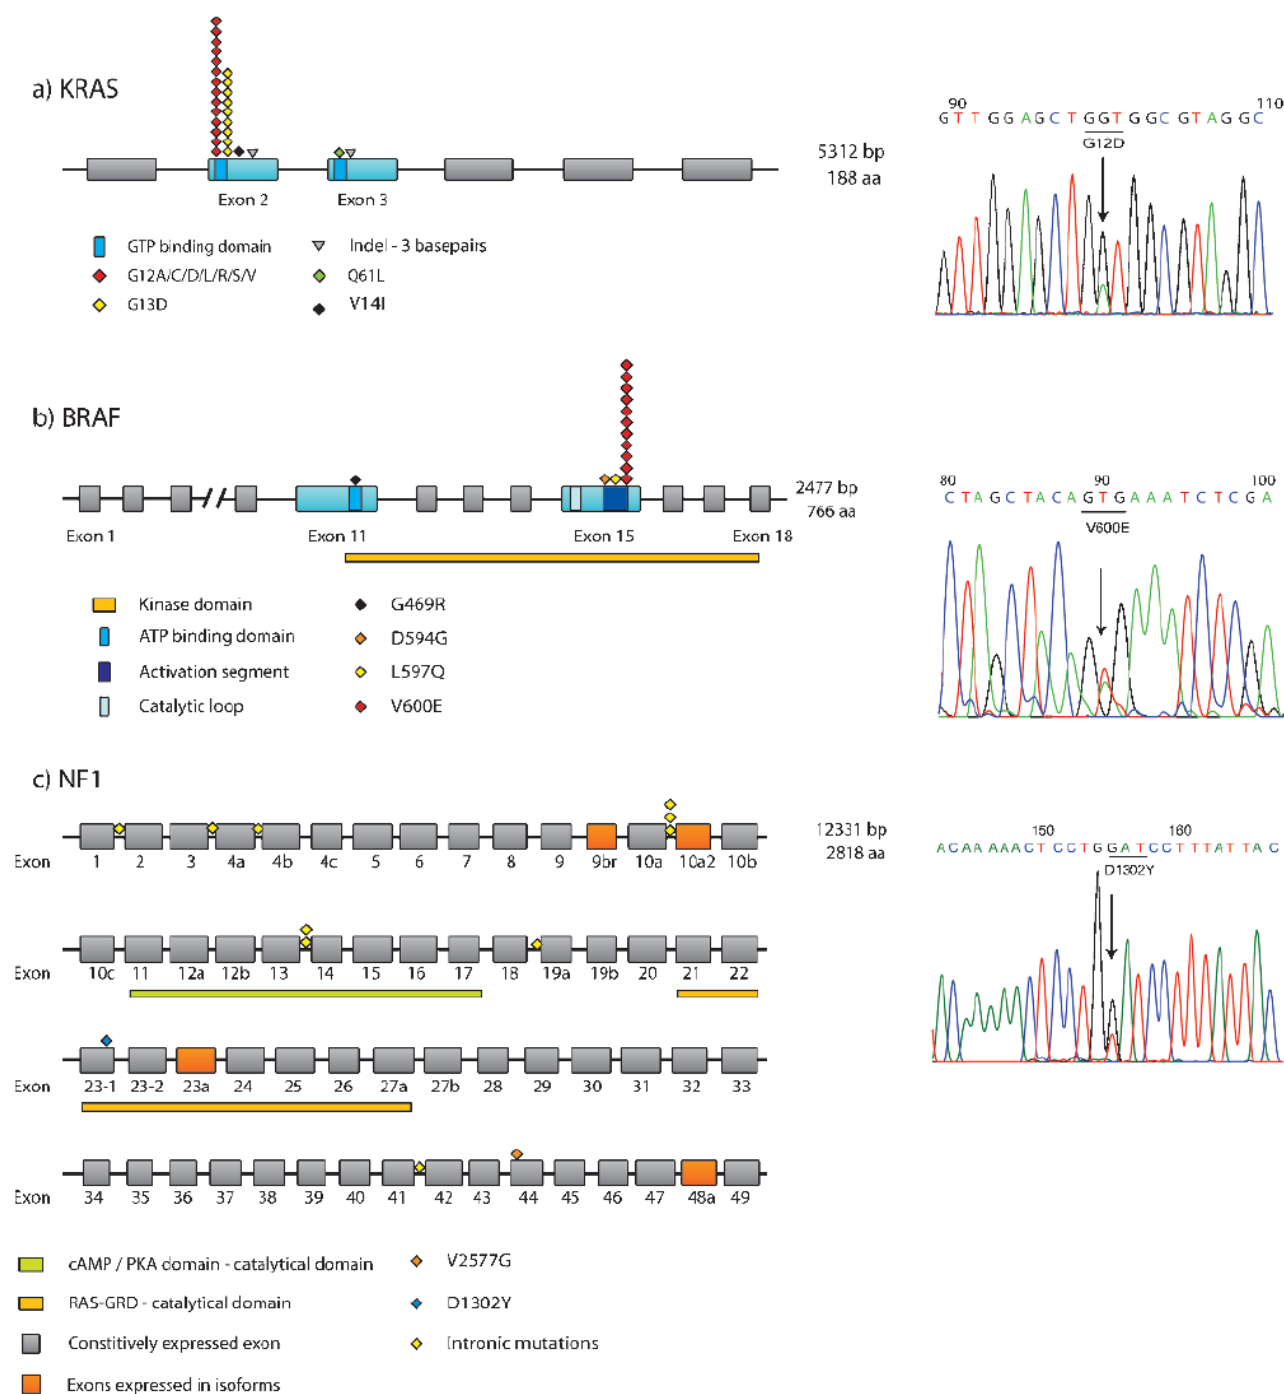 a) KRAS
90 110
G T T G G A G C T G G T G G C G T A G G C
G12D
5312 bp
188 aa
Exon 2 Exon 3
GTP binding domain
G12A/C/D/L/R/S/V
G13D
Indel - 3 basepairs
Q61L
V14I
b) BRAF
80 90 100
C T A G C T A C A G T G A A A T C T C G A
V600E
2477 bp
766 aa
Exon 1 Exon 11 Exon 15 Exon 18
Kinase domain
ATP binding domain
Activation segment
Catalytic loop
G469R
D594G
L597Q
V600E
c) NF1
12331 bp
2818 aa
150 160
A C A A A A A C T C C T G G A T C C T T T A T T A C
D1302Y
Exon 1 2 3 4a 4b 4c 5 6 7 8 9 9br 10a 10a2 10b
Exon 10c 11 12a 12b 13 14 15 16 17 18 19a 19b 20 21 22
Exon 23-1 23-2 23a 24 25 26 27a 27b 28 29 30 31 32 33
Exon 34 35 36 37 38 39 40 41 42 43 44 45 46 47 48a 49
cAMP / PKA domain - catalytical domain
RAS-GRD - catalytical domain
Constitively expressed exon
Exons expressed in isoforms
V2577G
D1302Y
Intronic mutations